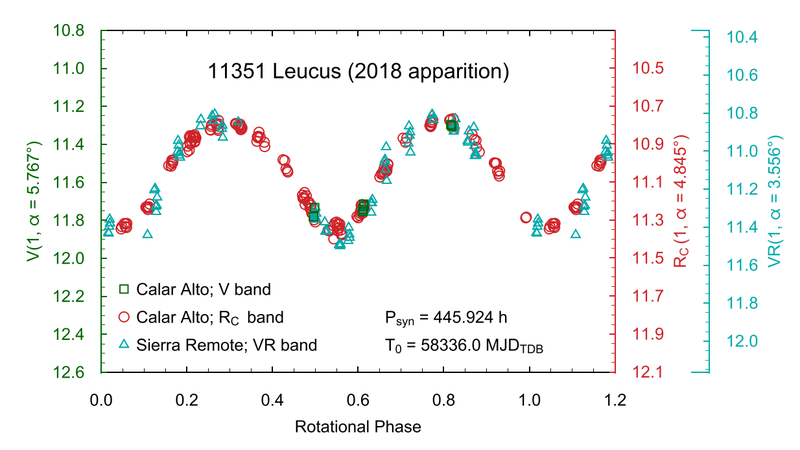 11351 Leucus (2018 apparition)
V(1, α = 5.767°)
10.8
11.0
11.2
11.4
11.6
11.8
12.0
12.2
12.4
12.6
Calar Alto; V band
Calar Alto; R_C band
Sierra Remote; VR band
P_syn = 445.924 h
T_0 = 58336.0 MJD_TDB
0.0 0.2 0.4 0.6 0.8 1.0 1.2
Rotational Phase
10.5
10.7
10.9
11.1
11.3
11.5
11.7
11.9
12.1
R_C (1, α = 4.845°)
10.4
10.6
10.8
11.0
11.2
11.4
11.6
11.8
12.0
VR(1, α = 3.556°)